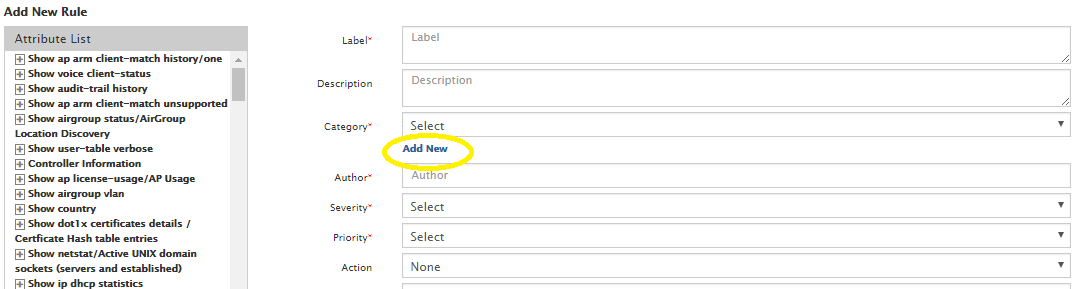 Add New Rule
Attribute List
Show ap arm client-match history/one
Show voice client-status
Show audit-trail history
Show ap arm client-match unsupported
Show airgroup status/AirGroup
Location Discovery
Show user-table verbose
Controller Information
Show ap license-usage/AP Usage
Show airgroup vlan
Show country
Show dot1x certificates details /
Certficate Hash table entries
Show netstat/Active UNIX domain
sockets (servers and established)
Show ip dhcp statistics
Label*
Label
Description
Description
Category*
Select
Add New
Author*
Author
Severity*
Select
Priority*
Select
Action
None